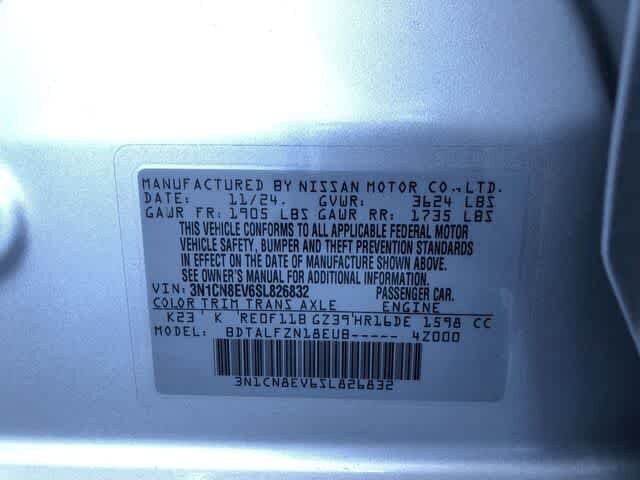 MANUFACTURED BY NISSAN MOTOR CO.,LTD.
DATE: 11/24. GVWR: 3624 LBS
GAWR FR: 1905 LBS GAWR RR: 1735 LBS
THIS VEHICLE CONFORMS TO ALL APPLICABLE FEDERAL MOTOR
VEHICLE SAFETY, BUMPER AND THEFT PREVENTION STANDARDS
IN EFFECT ON THE DATE OF MANUFACTURE SHOWN ABOVE.
SEE OWNER'S MANUAL FOR ADDITIONAL INFORMATION.
VIN: 3N1CN8EV6SL826832 PASSENGER CAR.
COLOR TRIM TRANS AXLE ENGINE
K23 K RE0F11B GZ39 HR16DE 1598 CC
MODEL: BDTALFZN18EUB----- 4Z000
3N1CN8EV6SL826832